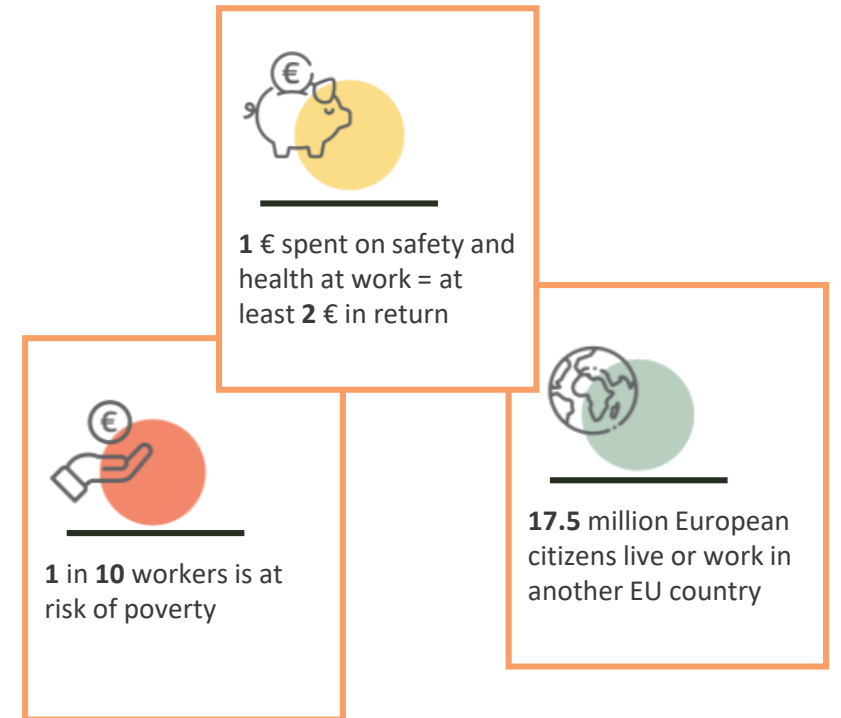 €
1 € spent on safety and
health at work = at
least 2 € in return
€
1 in 10 workers is at
risk of poverty
17.5 million European
citizens live or work in
another EU country